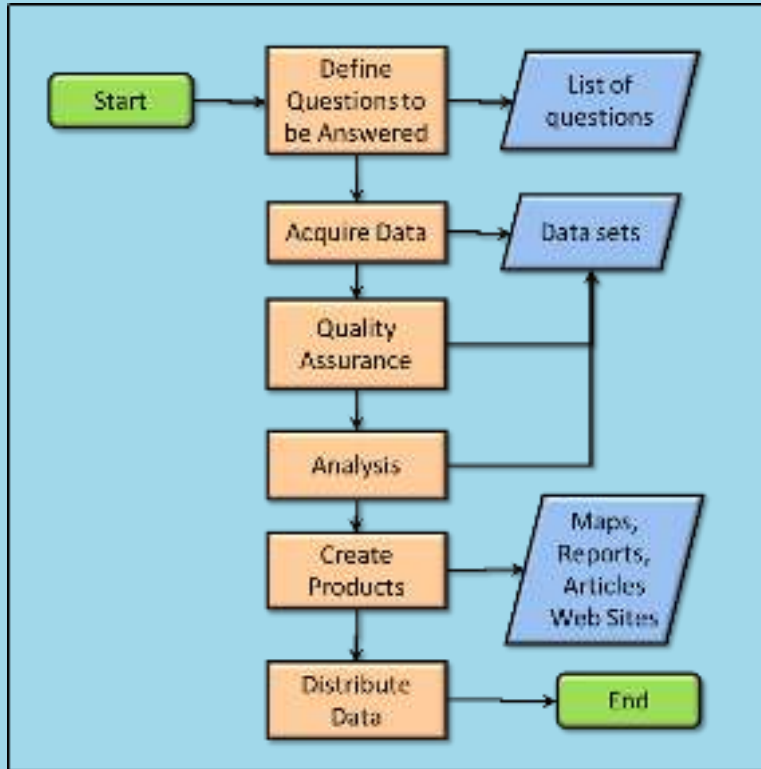 Start
Define
Questions to
be Answered
List of
questions
Acquire Data
Data sets
Quality
Assurance
Analysis
Create
Products
Maps,
Reports,
Articles
Web Sites
Distribute
Data
End